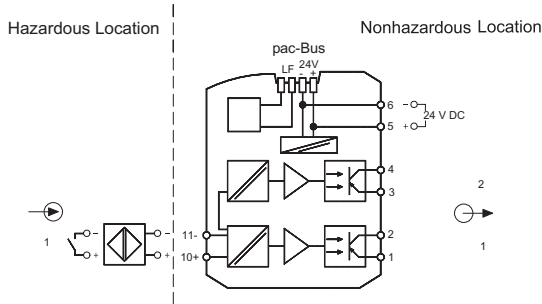 Hazardous Location
Nonhazardous Location
pac-Bus
LF 24V
- +
6 -
24 V DC
5 +
4
3
2
1
- -
11-
2
1
+ +
10+
1